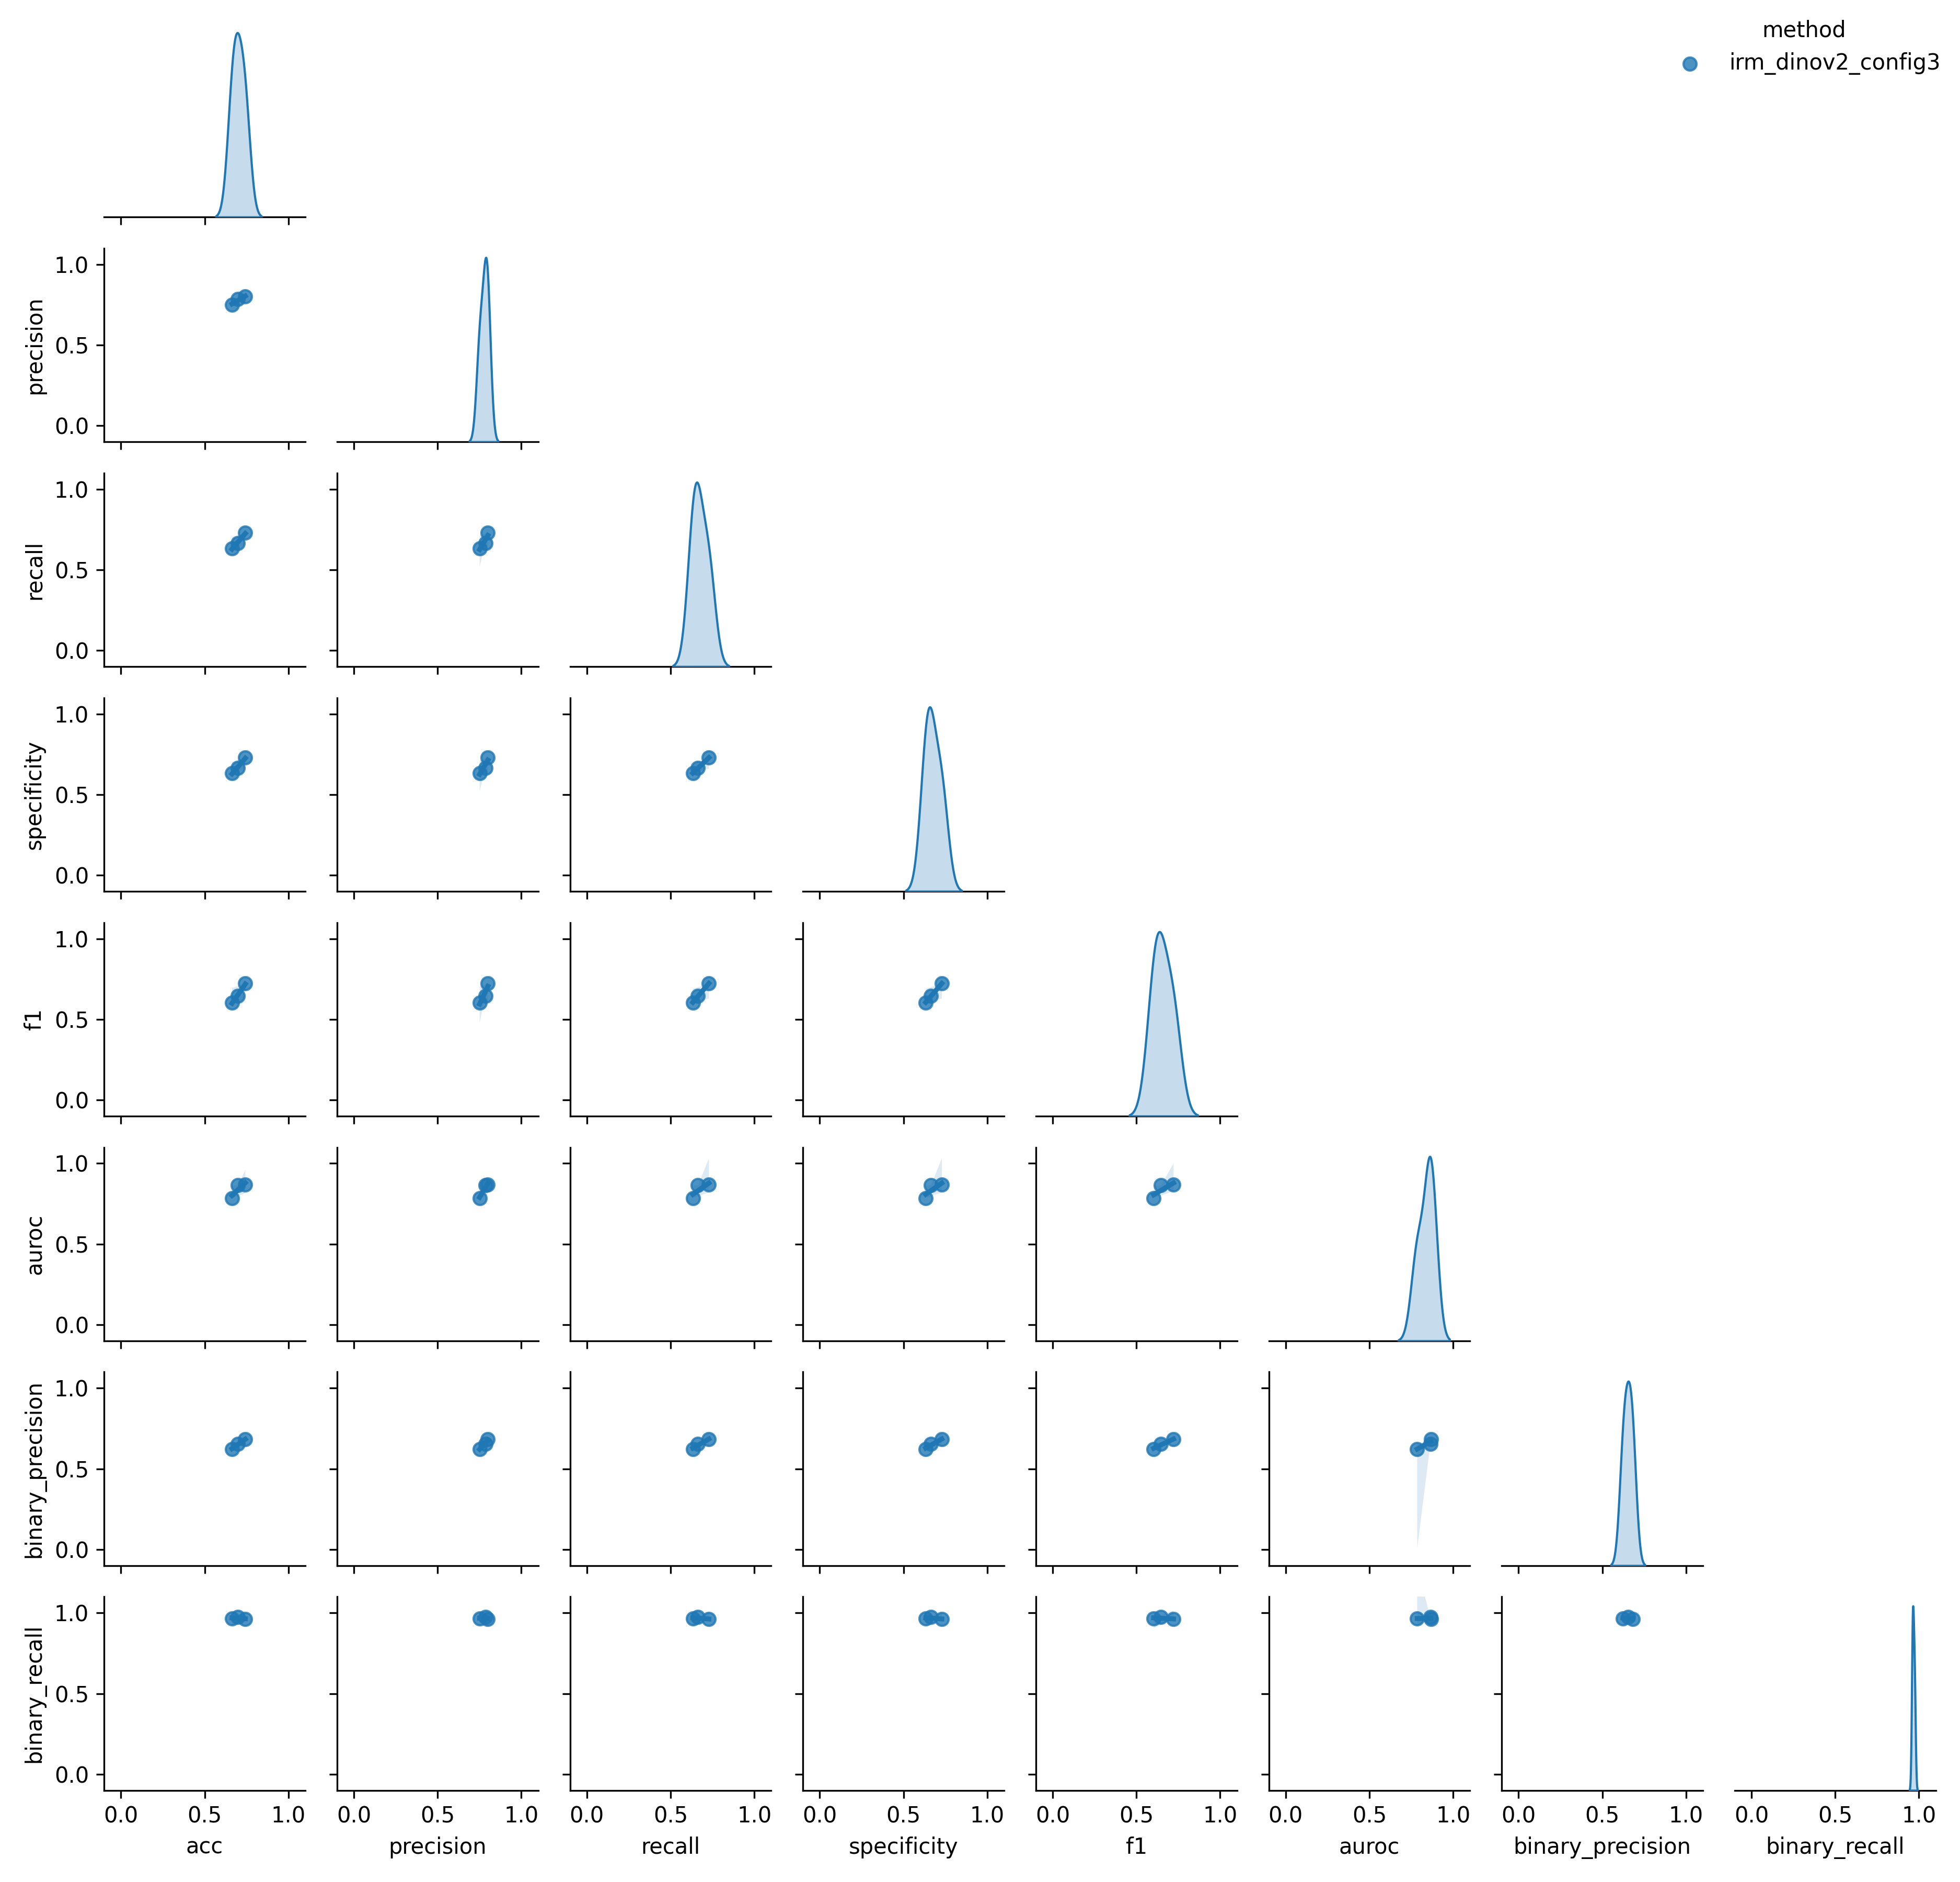 method
irm_dinov2_config3
1.0
0.5
0.0
precision
1.0
0.5
0.0
recall
1.0
0.5
0.0
specificity
1.0
0.5
0.0
f1
1.0
0.5
0.0
auroc
1.0
0.5
0.0
binary_precision
1.0
0.5
0.0
binary_recall
0.0 0.5 1.0 0.0 0.5 1.0 0.0 0.5 1.0 0.0 0.5 1.0 0.0 0.5 1.0 0.0 0.5 1.0 0.0 0.5 1.0 0.0 0.5 1.0
acc precision recall specificity f1 auroc binary_precision binary_recall